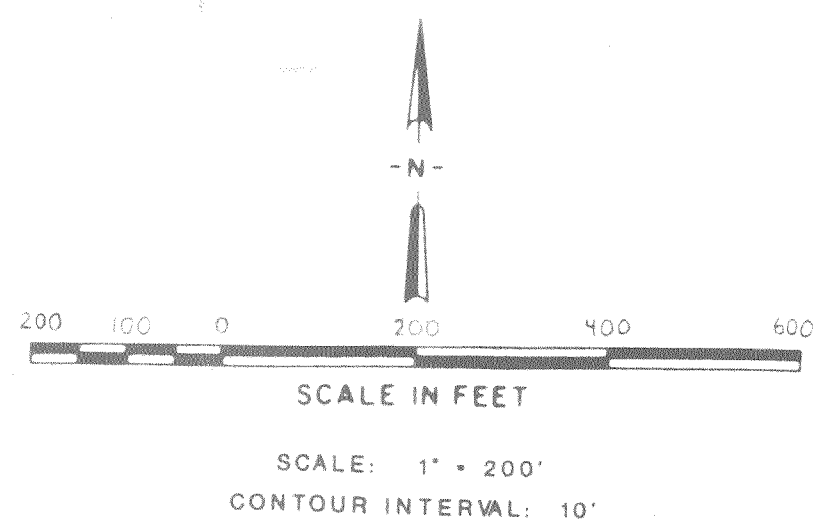 -N-
200 100 0 200 400 600
SCALE IN FEET
SCALE: 1" = 200'
CONTOUR INTERVAL: 10'